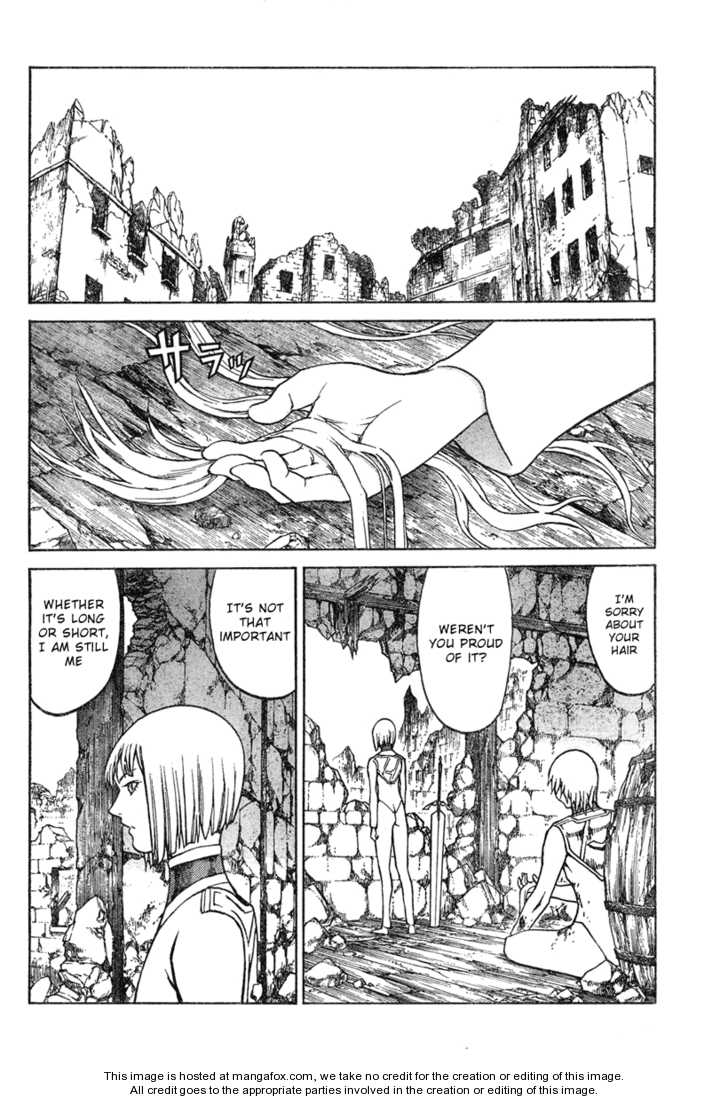 サラッ
I'M
SORRY
ABOUT
YOUR
HAIR
WEREN'T
YOU PROUD
OF IT?
IT'S NOT
THAT
IMPORTANT
WHETHER
IT'S LONG
OR SHORT,
I AM STILL
ME
This image is hosted at mangafox.com, we take no credit for the creation or editing of this image.
All credit goes to the appropriate parties involved in the creation or editing of this image.